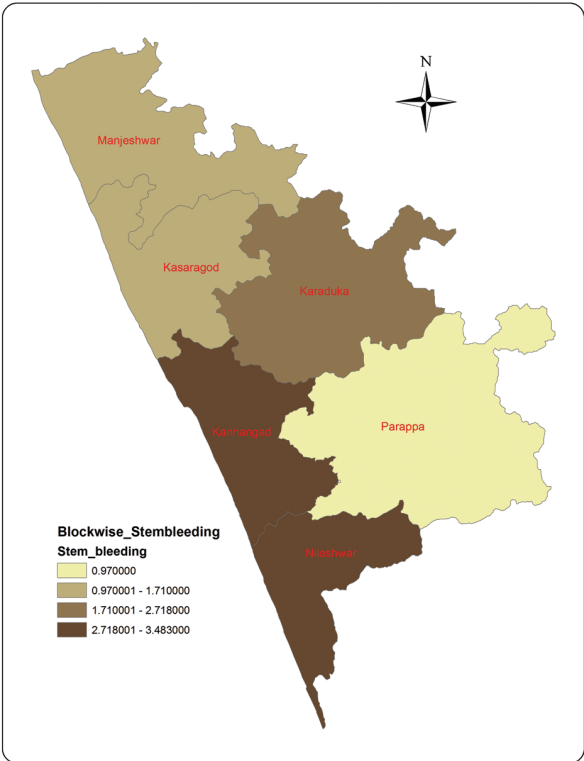 N
Manjeshwar
Kasaragod
Karaduka
Parappa
Kanhangad
Nileshwar
Blockwise_Stembleeding
Stem_bleeding
0.970000
0.970001 - 1.710000
1.710001 - 2.718000
2.718001 - 3.483000